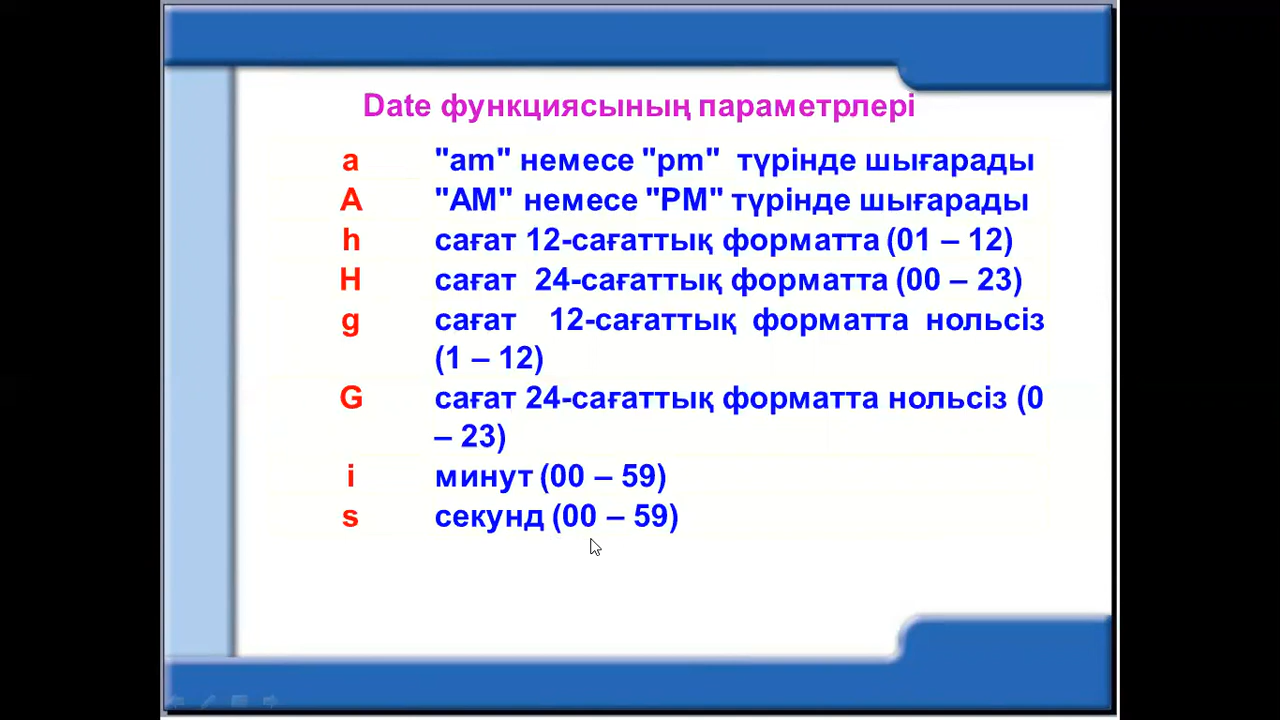 Date функциясының параметрлері
a "am" немесе "pm" түрінде шығарады
A "AM" немесе "PM" түрінде шығарады
h сағат 12-сағаттық форматта (01 – 12)
H сағат 24-сағаттық форматта (00 – 23)
g сағат 12-сағаттық форматта нольсіз
(1 – 12)
G сағат 24-сағаттық форматта нольсіз (0
– 23)
i минут (00 – 59)
s секунд (00 – 59)